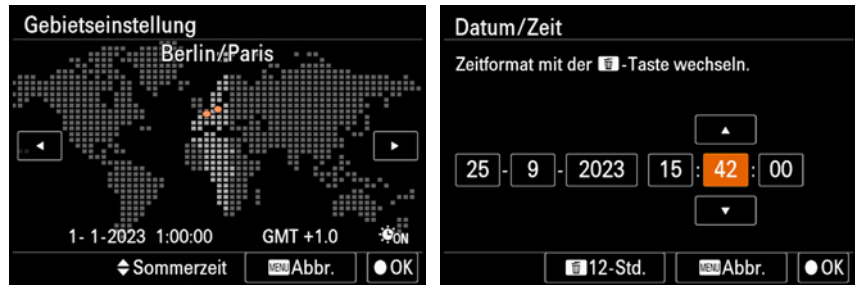 Gebietseinstellung
Berlin/Paris
1- 1-2023 1:00:00 GMT +1.0 ON
Sommerzeit MENU Abbr. OK
Datum/Zeit
Zeitformat mit der -Taste wechseln.
25 - 9 - 2023 15 : 42 : 00
12-Std. MENU Abbr. OK